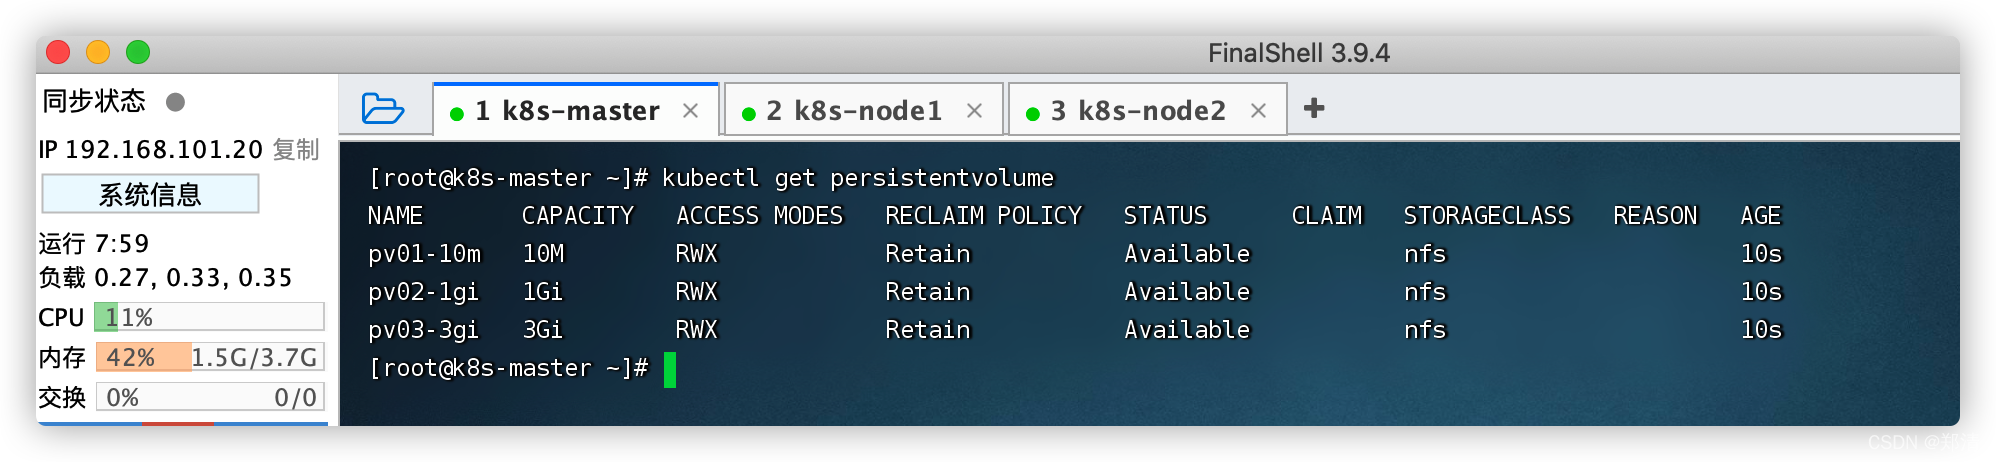 FinalShell 3.9.4
同步状态
1 k8s-master
2 k8s-node1
3 k8s-node2
IP 192.168.101.20 复制
系统信息
运行 7:59
负载 0.27, 0.33, 0.35
CPU 11%
内存 42% 1.5G/3.7G
交换 0% 0/0
[root@k8s-master ~]# kubectl get persistentvolume
NAME CAPACITY ACCESS MODES RECLAIM POLICY STATUS CLAIM STORAGECLASS REASON AGE
pv01-10m 10M RWX Retain Available nfs 10s
pv02-1gi 1Gi RWX Retain Available nfs 10s
pv03-3gi 3Gi RWX Retain Available nfs 10s
[root@k8s-master ~]#
CSDN